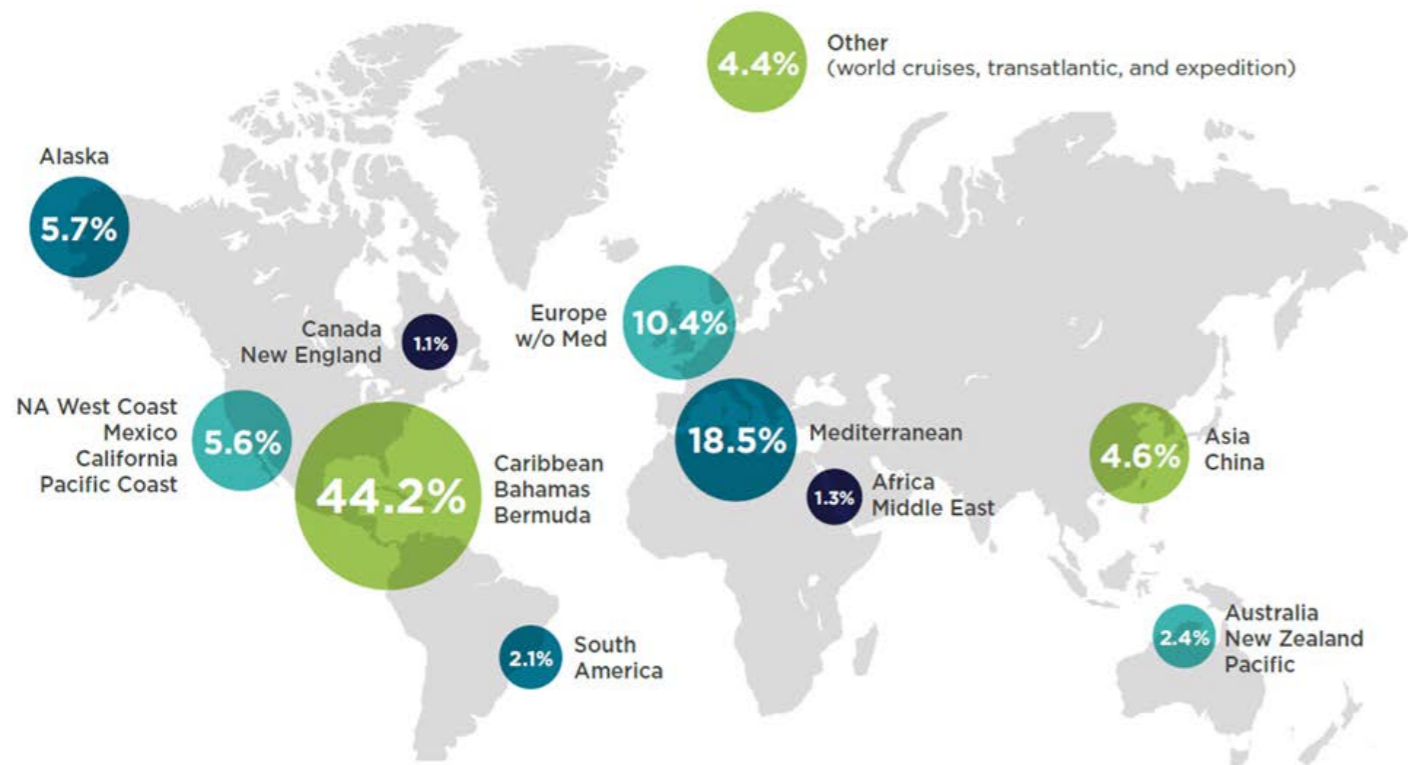 4.4%
Other
(world cruises, transatlantic, and expedition)
Alaska
5.7%
Canada
New England
1.1%
Europe
w/o Med
10.4%
NA West Coast
Mexico
California
Pacific Coast
5.6%
44.2%
Caribbean
Bahamas
Bermuda
18.5%
Mediterranean
1.3%
Africa
Middle East
4.6%
Asia
China
2.1%
South
America
2.4%
Australia
New Zealand
Pacific